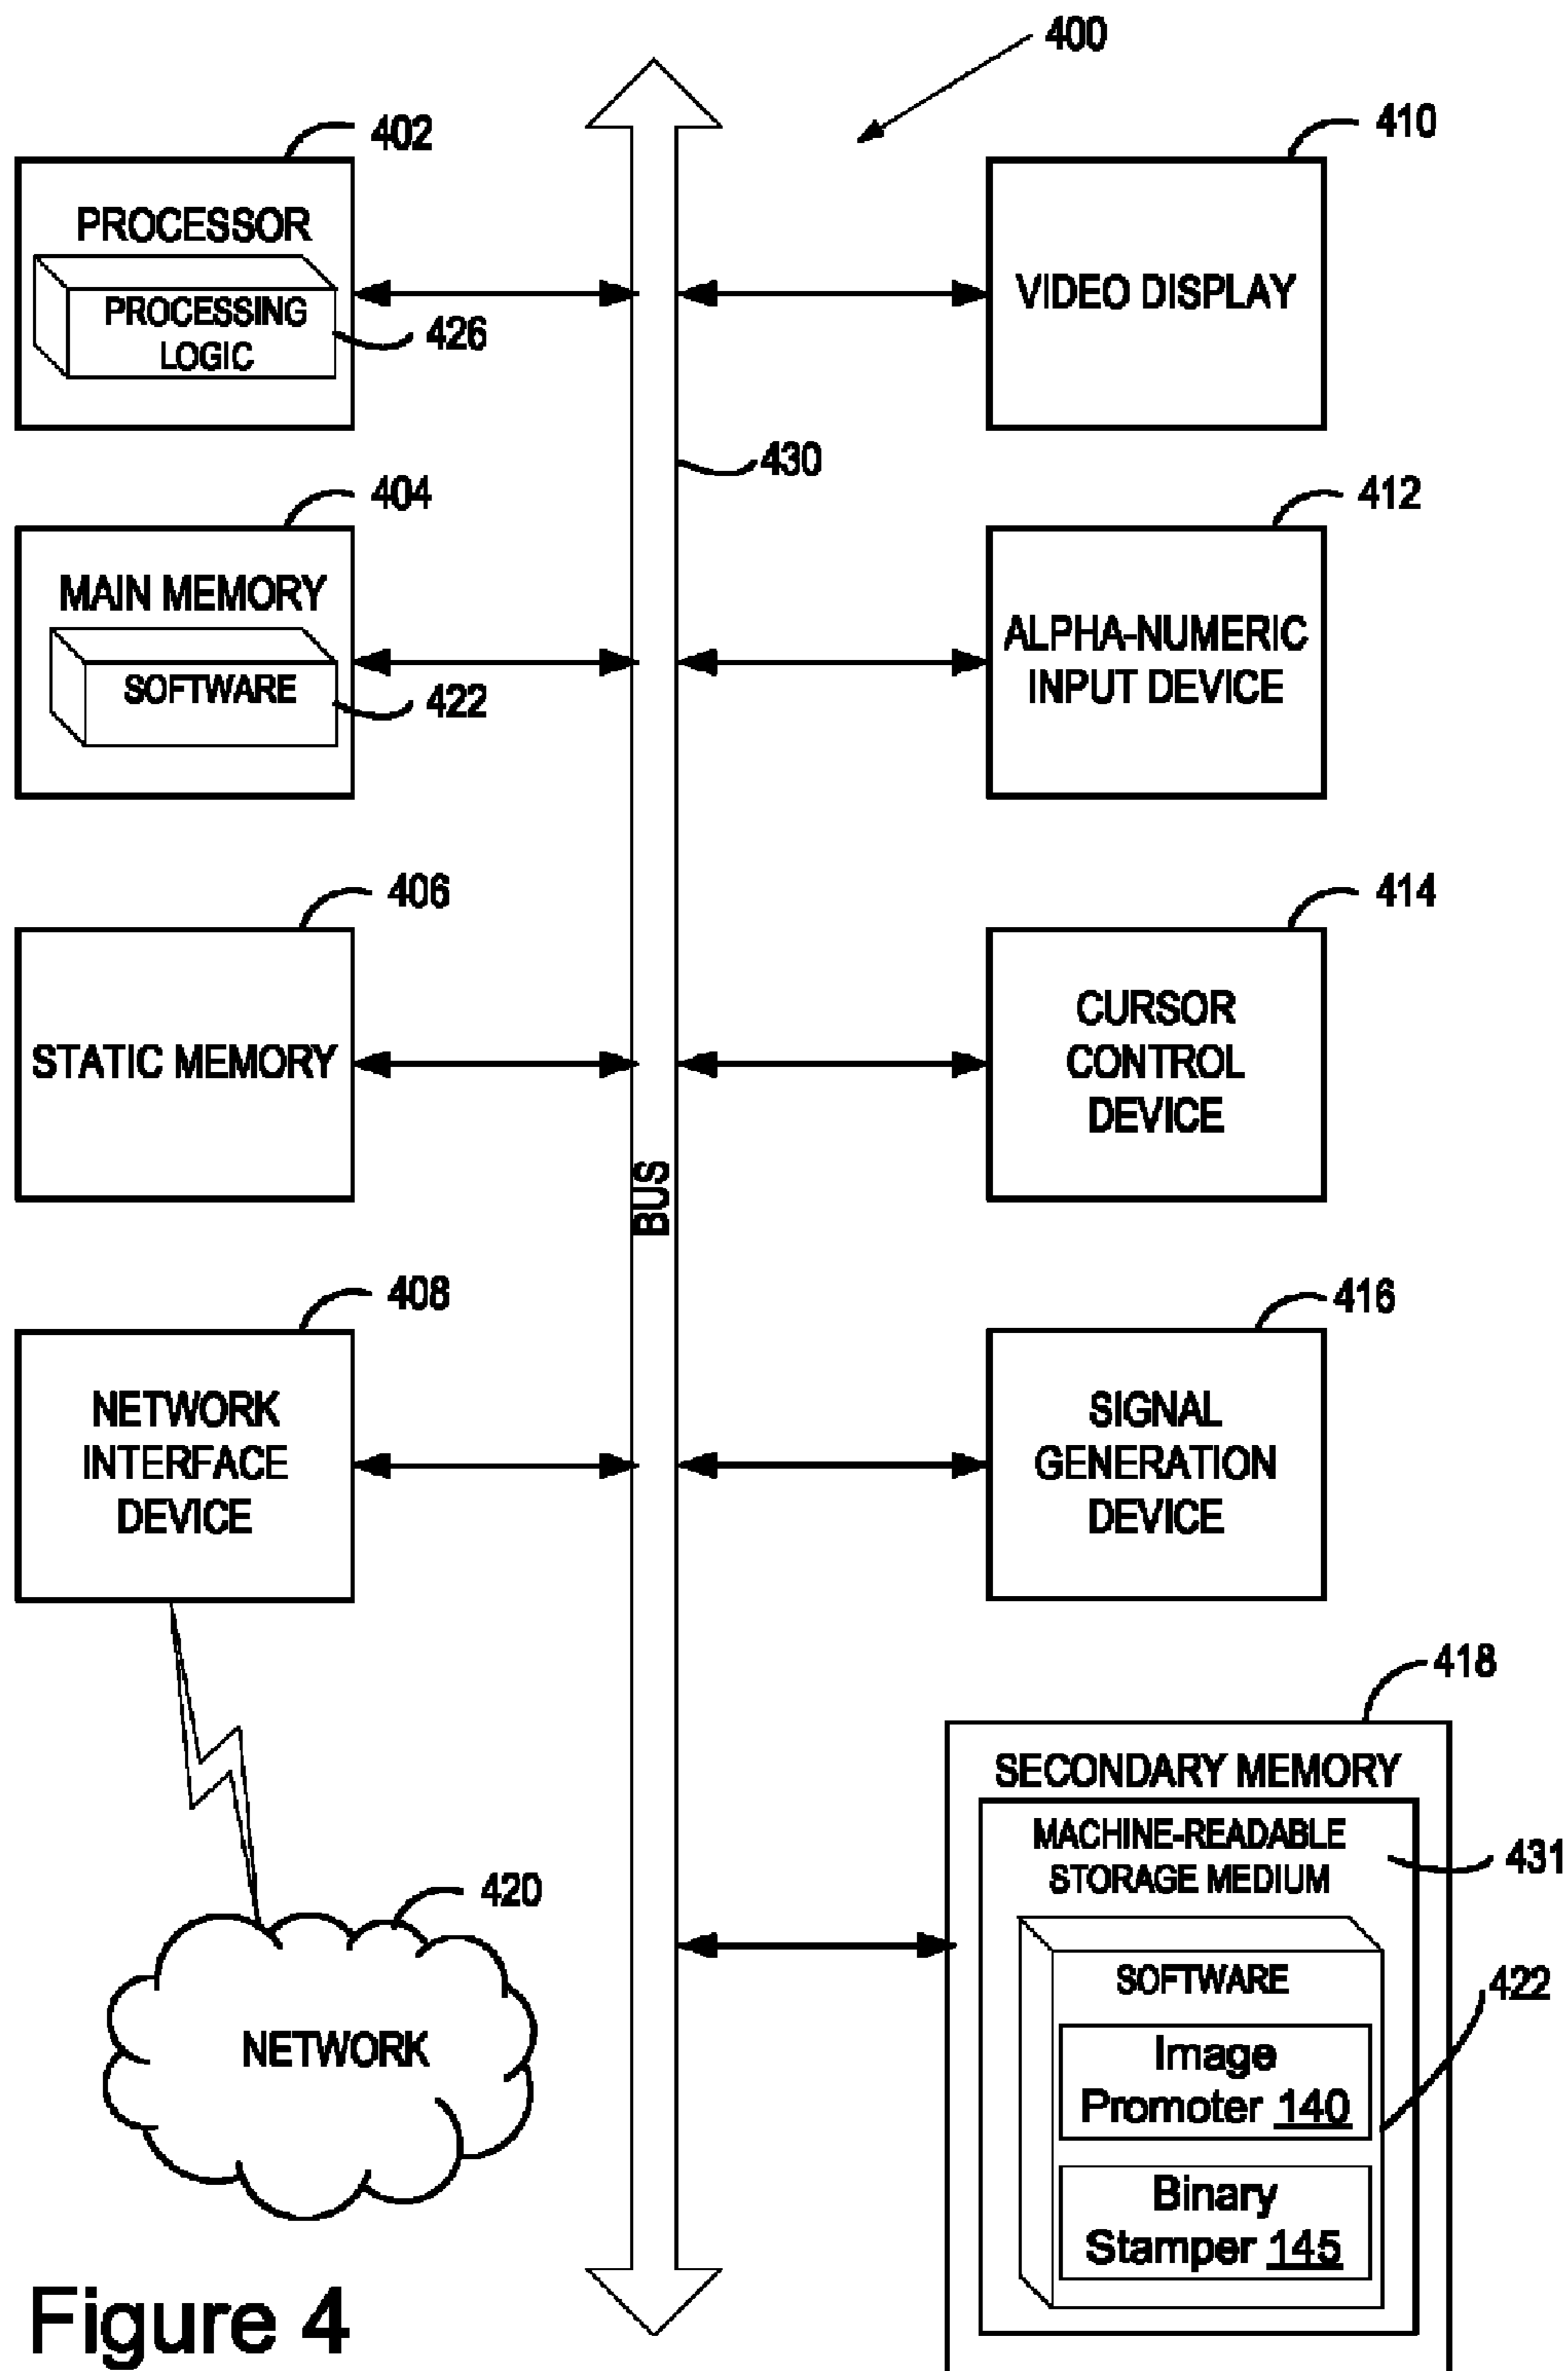 400
402
PROCESSOR
PROCESSING
LOGIC
426
410
VIDEO DISPLAY
430
404
MAIN MEMORY
SOFTWARE
422
412
ALPHA-NUMERIC
INPUT DEVICE
406
STATIC MEMORY
414
CURSOR
CONTROL
DEVICE
BUS
408
NETWORK
INTERFACE
DEVICE
416
SIGNAL
GENERATION
DEVICE
420
NETWORK
418
SECONDARY MEMORY
MACHINE-READABLE
STORAGE MEDIUM
431
SOFTWARE
422
Image
Promoter 140
Binary
Stamper 145
Figure 4